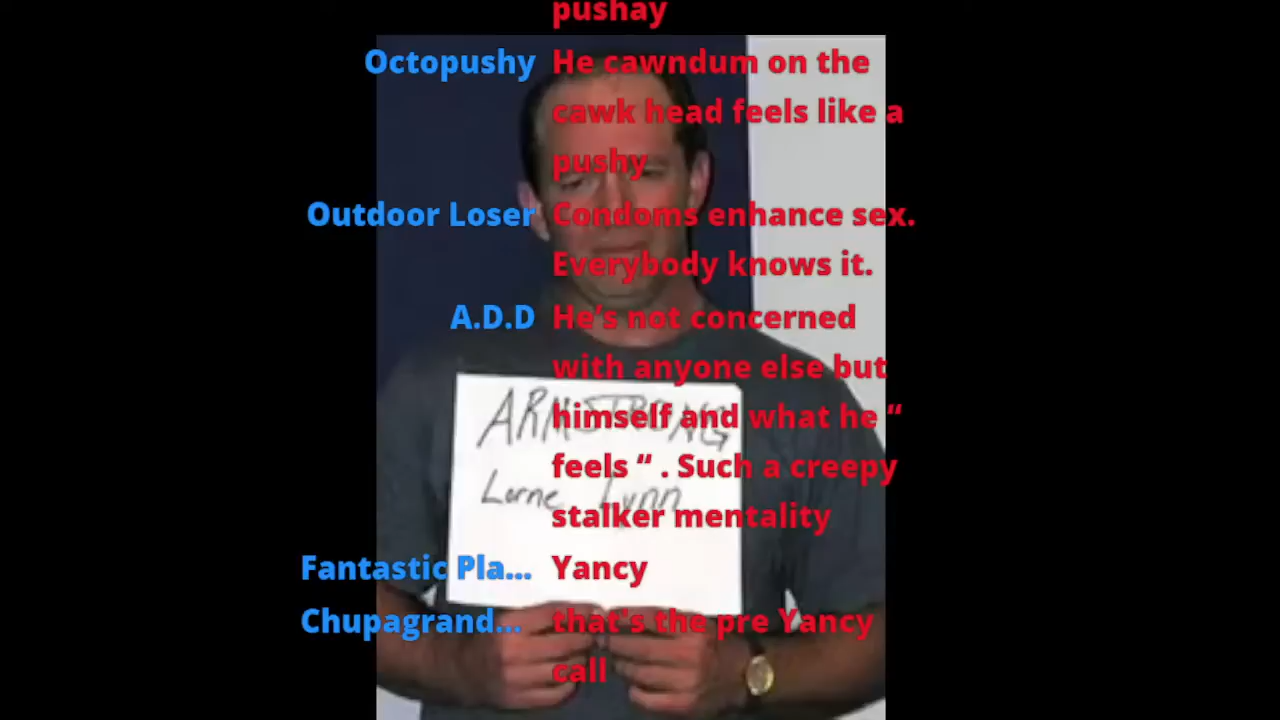 pushay
Octopushy He cawndum on the
cawk head feels like a
pushy
Outdoor Loser Condoms enhance sex.
Everybody knows it.
A.D.D He's not concerned
with anyone else but
himself and what he “
feels “ . Such a creepy
stalker mentality
Fantastic Pla... Yancy
Chupagrand... that's the pre Yancy
call
ARMSTRONG
Lorne Lynn